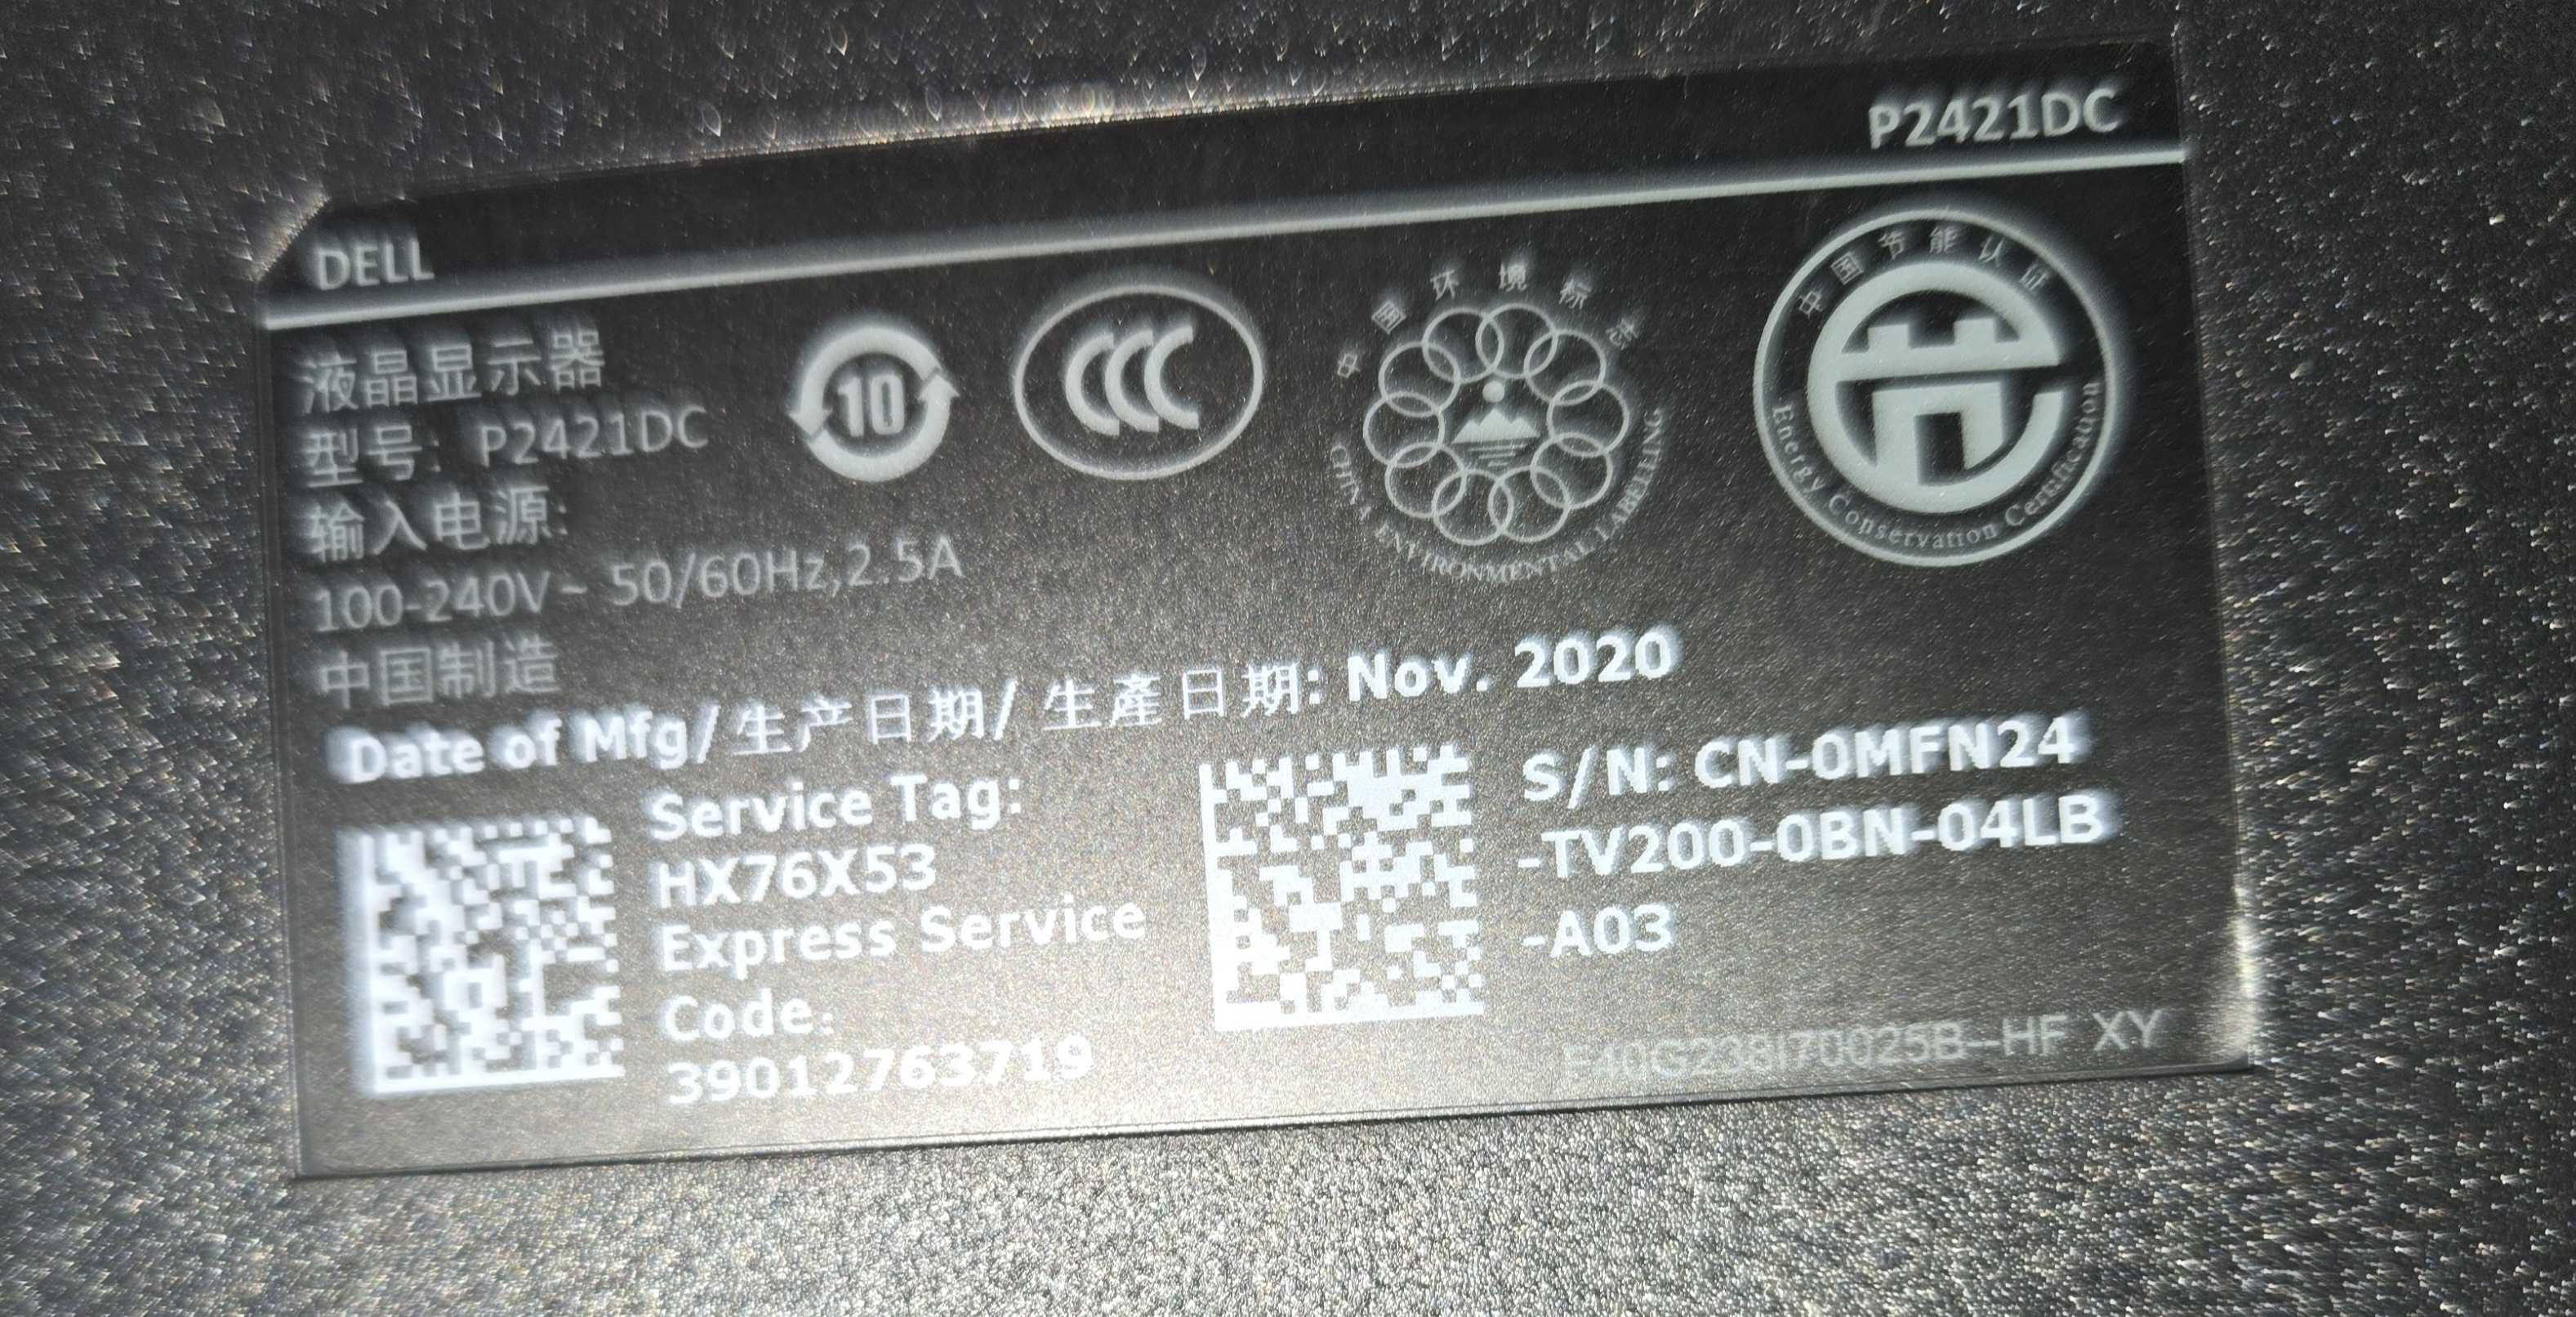 P2421DC
DELL
液晶显示器
型号: P2421DC
输入电源:
100-240V~ 50/60Hz,2.5A
中国制造
10
CCC
中国环境标志
CHINA ENVIRONMENTAL LABELLING
中国节能认证
Energy Conservation Certification
Date of Mfg/生产日期/ 生產日期: Nov. 2020
Service Tag:
HX76X53
Express Service
Code:
39012763719
S/N: CN-0MFN24
-TV200-0BN-04LB
-A03
F40G238I70025B-HF XY